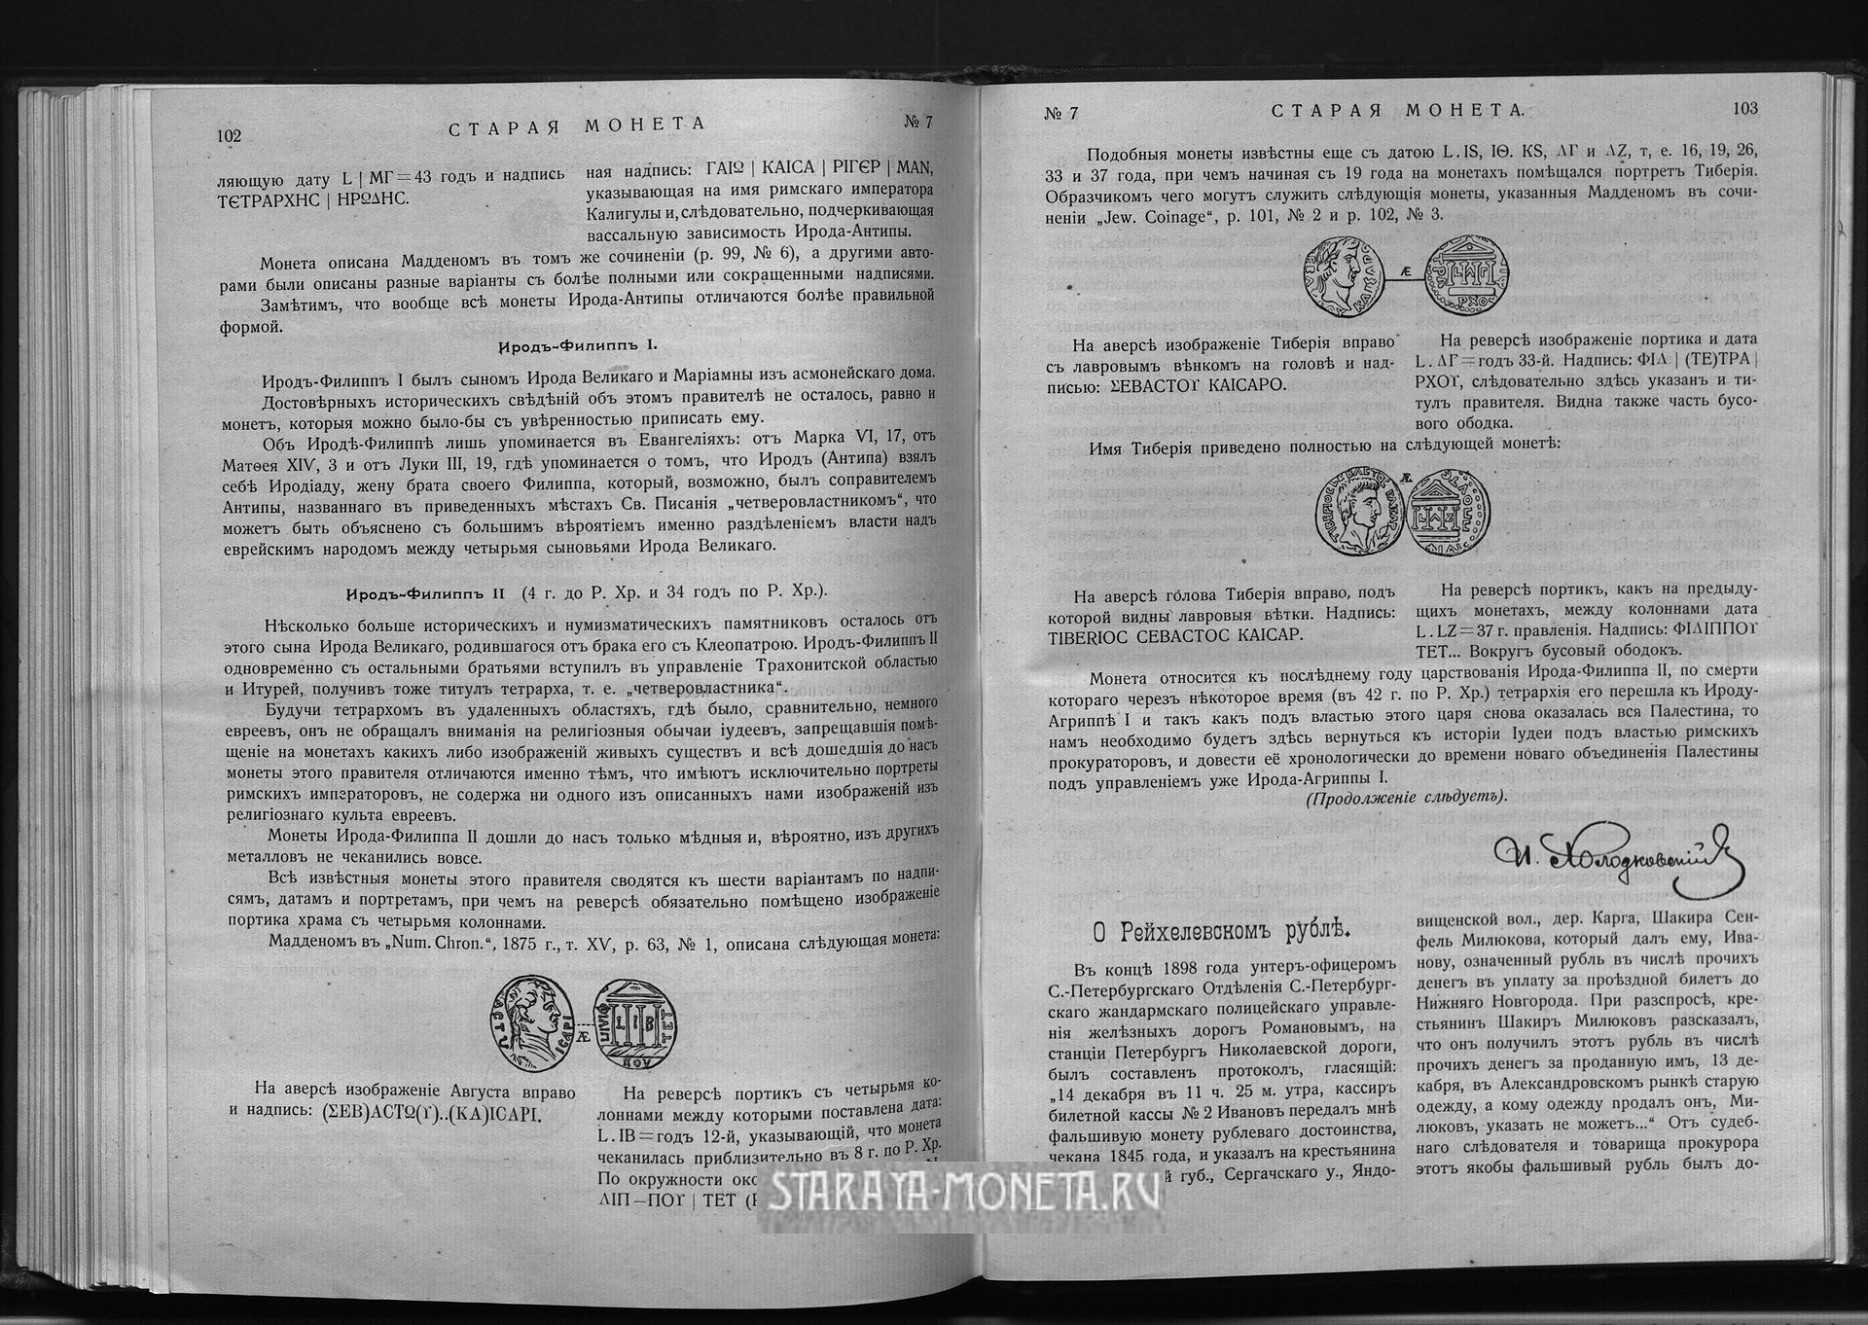 102
СТАРАЯ МОНЕТА
№ 7
ляющую дату L | МГ=43 годъ и надпись
ΤЄΤΡΑΡΧΗС | ΗΡΩΔΗС.
ная надпись: ΓΑΙΩ | ΚΑΙСΑ | ΡΙΓЄΡ | ΜΑΝ,
указывающая на имя римскаго императора
Калигулы и, слѣдовательно, подчеркивающая
вассальную зависимость Ирода-Антипы.
Монета описана Мадденомъ въ томъ же сочиненіи (р. 99, № 6), а другими авто-
рами были описаны разные варіанты съ болѣе полными или сокращенными надписями.
Замѣтимъ, что вообще всѣ монеты Ирода-Антипы отличаются болѣе правильной
формой.
Иродъ-Филиппъ I.
Иродъ-Филиппъ I былъ сыномъ Ирода Великаго и Маріамны изъ асмонейскаго дома.
Достовѣрныхъ историческихъ свѣдѣній объ этомъ правителѣ не осталось, равно и
монетъ, которыя можно было-бы съ увѣренностью приписать ему.
Объ Иродѣ-Филиппѣ лишь упоминается въ Евангеліяхъ: отъ Марка VI, 17, отъ
Матѳея XIV, 3 и отъ Луки III, 19, гдѣ упоминается о томъ, что Иродъ (Антипа) взялъ
себѣ Иродіаду, жену брата своего Филиппа, который, возможно, былъ соправителемъ
Антипы, названнаго въ приведенныхъ мѣстахъ Св. Писанія „четверовластникомъ“, что
можетъ быть объяснено съ большимъ вѣроятіемъ именно раздѣленіемъ власти надъ
еврейскимъ народомъ между четырьмя сыновьями Ирода Великаго.
Иродъ-Филиппъ II (4 г. до Р. Хр. и 34 годъ по Р. Хр.).
Нѣсколько больше историческихъ и нумизматическихъ памятниковъ осталось отъ
этого сына Ирода Великаго, родившагося отъ брака его съ Клеопатрою. Иродъ-Филиппъ II
одновременно съ остальными братьями вступилъ въ управленіе Трахонитской областью
и Итурей, получивъ тоже титулъ тетрарха, т. е. „четверовластника“.
Будучи тетрархомъ въ удаленныхъ областяхъ, гдѣ было, сравнительно, немного
евреевъ, онъ не обращалъ вниманія на религіозныя обычаи іудеевъ, запрещавшія помѣ-
щеніе на монетахъ какихъ либо изображеній живыхъ существъ и всѣ дошедшія до насъ
монеты этого правителя отличаются именно тѣмъ, что имѣютъ исключительно портреты
римскихъ императоровъ, не содержа ни одного изъ описанныхъ нами изображеній изъ
религіознаго культа евреевъ.
Монеты Ирода-Филиппа II дошли до насъ только мѣдныя и, вѣроятно, изъ другихъ
металловъ не чеканились вовсе.
Всѣ извѣстныя монеты этого правителя сводятся къ шести варіантамъ по надпи-
сямъ, датамъ и портретамъ, при чемъ на реверсѣ обязательно помѣщено изображеніе
портика храма съ четырьмя колоннами.
Мадденомъ въ „Num. Chron.“, 1875 г., т. XV, р. 63, № 1, описана слѣдующая монета:
Æ
На аверсѣ изображеніе Августа вправо
и надпись: (ΣΕΒ)ΑСΤΩ(ϒ)..(ΚΑ)ΙСΑΡΙ.
На реверсѣ портикъ съ четырьмя ко-
лоннами между которыми поставлена дата:
L. IB=годъ 12-й, указывающій, что монета
чеканилась приблизительно въ 8 г. по Р. Хр.
По окружности
ΛΙΠ—ΠΟϒ | ΤΕΤ
№ 7
СТАРАЯ МОНЕТА.
103
Подобныя монеты извѣстны еще съ датою L. IS, IΘ. KS, ΛΓ и ΛZ, т, е. 16, 19, 26,
33 и 37 года, при чемъ начиная съ 19 года на монетахъ помѣщался портретъ Тиберія.
Образчикомъ чего могутъ служить слѣдующія монеты, указанныя Мадденомъ въ сочи-
неніи „Jew. Coinage“, р. 101, № 2 и р. 102, № 3.
Æ
На аверсѣ изображеніе Тиберія вправо
съ лавровымъ вѣнкомъ на головѣ и над-
писью: ΣΕΒΑСΤΟϒ ΚΑΙСΑΡΟ.
На реверсѣ изображеніе портика и дата
L. ΛΓ=годъ 33-й. Надпись: ΦΙΛ | (ΤΕ)ΤΡΑ |
ΡΧΟϒ, слѣдовательно здѣсь указанъ и ти-
тулъ правителя. Видна также часть бусо-
вого ободка.
Имя Тиберія приведено полностью на слѣдующей монетѣ:
Æ
На аверсѣ голова Тиберія вправо, подъ
которой видны лавровыя вѣтки. Надпись:
TIBERIOC СЕВАСТОС КАІСАР.
На реверсѣ портикъ, какъ на предыду-
щихъ монетахъ, между колоннами дата
L. LZ=37 г. правленія. Надпись: ΦΙΛΙΠΠΟϒ
ТЕТ... Вокругъ бусовый ободокъ.
Монета относится къ послѣднему году царствованія Ирода-Филиппа II, по смерти
котораго черезъ нѣкоторое время (въ 42 г. по Р. Хр.) тетрархія его перешла къ Ироду-
Агриппѣ I и такъ какъ подъ властью этого царя снова оказалась вся Палестина, то
намъ необходимо будетъ здѣсь вернуться къ исторіи Іудеи подъ властью римскихъ
прокураторовъ, и довести её хронологически до времени новаго объединенія Палестины
подъ управленіемъ уже Ирода-Агриппы I.
(Продолженіе слѣдуетъ).
И. Холодковскій
О Рейхелевскомъ рублѣ.
Въ концѣ 1898 года унтеръ-офицеромъ
С.-Петербургскаго Отдѣленія С.-Петербург-
скаго жандармскаго полицейскаго управле-
нія желѣзныхъ дорогъ Романовымъ, на
станціи Петербургъ Николаевской дороги,
былъ составленъ протоколъ, гласящій:
„14 декабря въ 11 ч. 25 м. утра, кассиръ
билетной кассы № 2 Ивановъ передалъ мнѣ
фальшивую монету рублеваго достоинства,
чекана 1845 года, и указалъ на крестьянина
й губ., Сергачскаго у., Яндо-
вищенской вол., дер. Карга, Шакира Сен-
фель Милюкова, который далъ ему, Ива-
нову, означенный рубль въ числѣ прочихъ
денегъ въ уплату за проѣздной билетъ до
Нижняго Новгорода. При разспросѣ, кре-
стьянинъ Шакиръ Милюковъ разсказалъ,
что онъ получилъ этотъ рубль въ числѣ
прочихъ денегъ за проданную имъ, 13 де-
кабря, въ Александровскомъ рынкѣ старую
одежду, а кому одежду продалъ онъ, Ми-
люковъ, указать не можетъ...“ Отъ судеб-
наго слѣдователя и товарища прокурора
этотъ якобы фальшивый рубль былъ до-
STARAYA-MONETA.RU